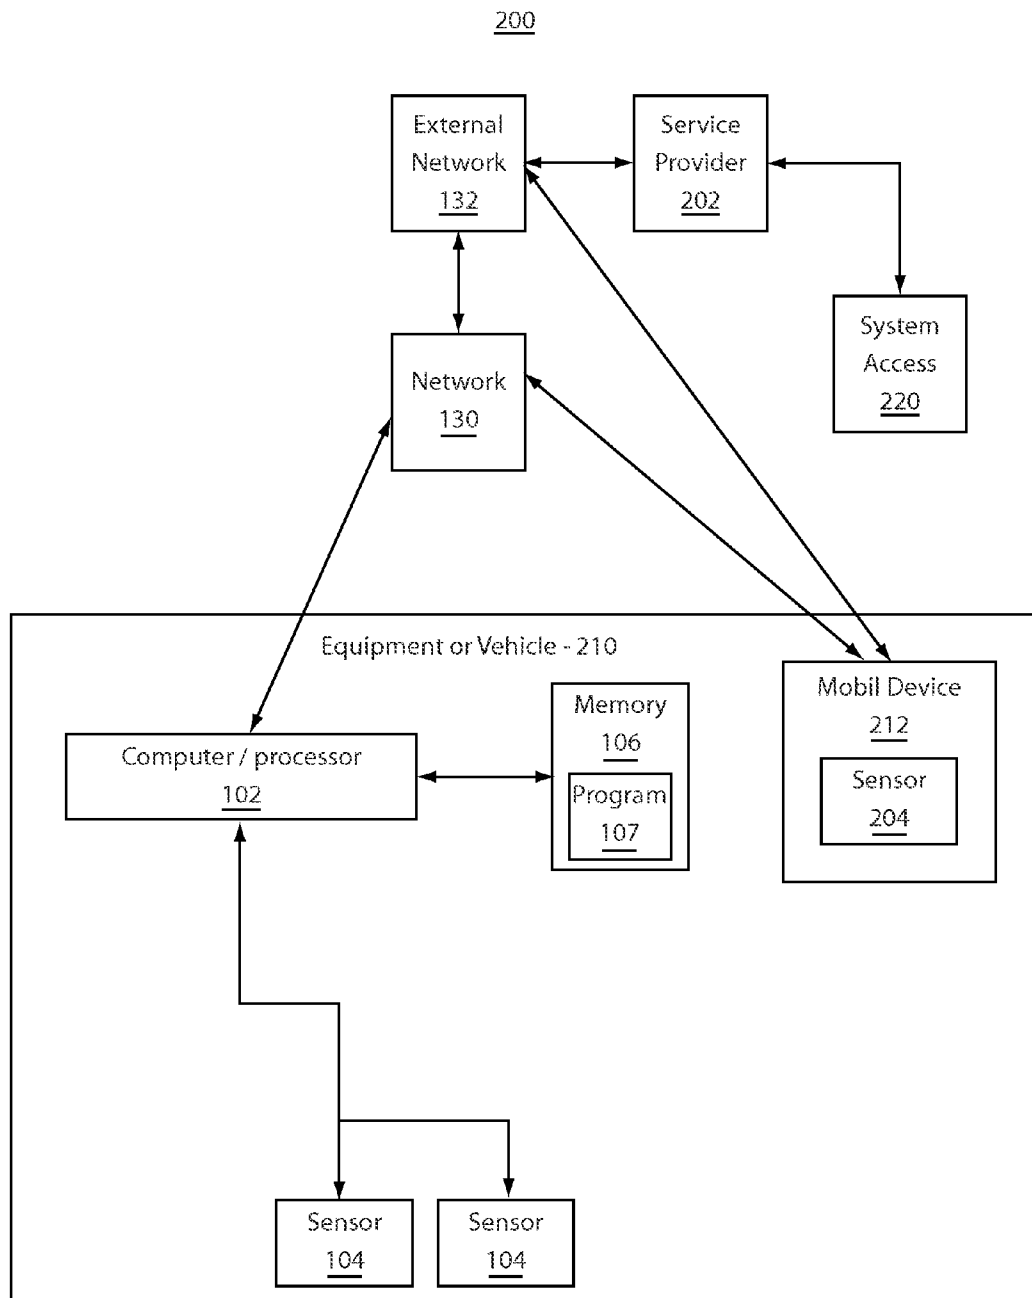 200
External
Network
132
Service
Provider
202
System
Access
220
Network
130
Equipment or Vehicle - 210
Computer / processor
102
Memory
106
Program
107
Mobil Device
212
Sensor
204
Sensor
104
Sensor
104